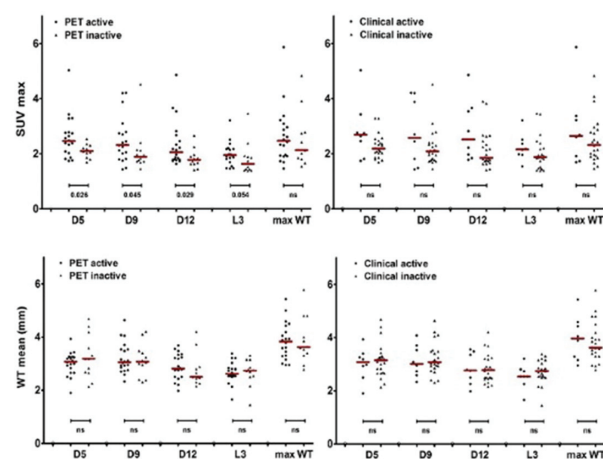 PET active
PET inactive
SUV max
6
4
2
0
0.026 0.045 0.029 0.054 ns
D5 D9 D12 L3 max WT
Clinical active
Clinical inactive
6
4
2
0
ns ns ns ns ns
D5 D9 D12 L3 max WT
PET active
PET inactive
WT mean (mm)
6
4
2
0
ns ns ns ns ns
D5 D9 D12 L3 max WT
Clinical active
Clinical inactive
6
4
2
0
ns ns ns ns ns
D5 D9 D12 L3 max WT